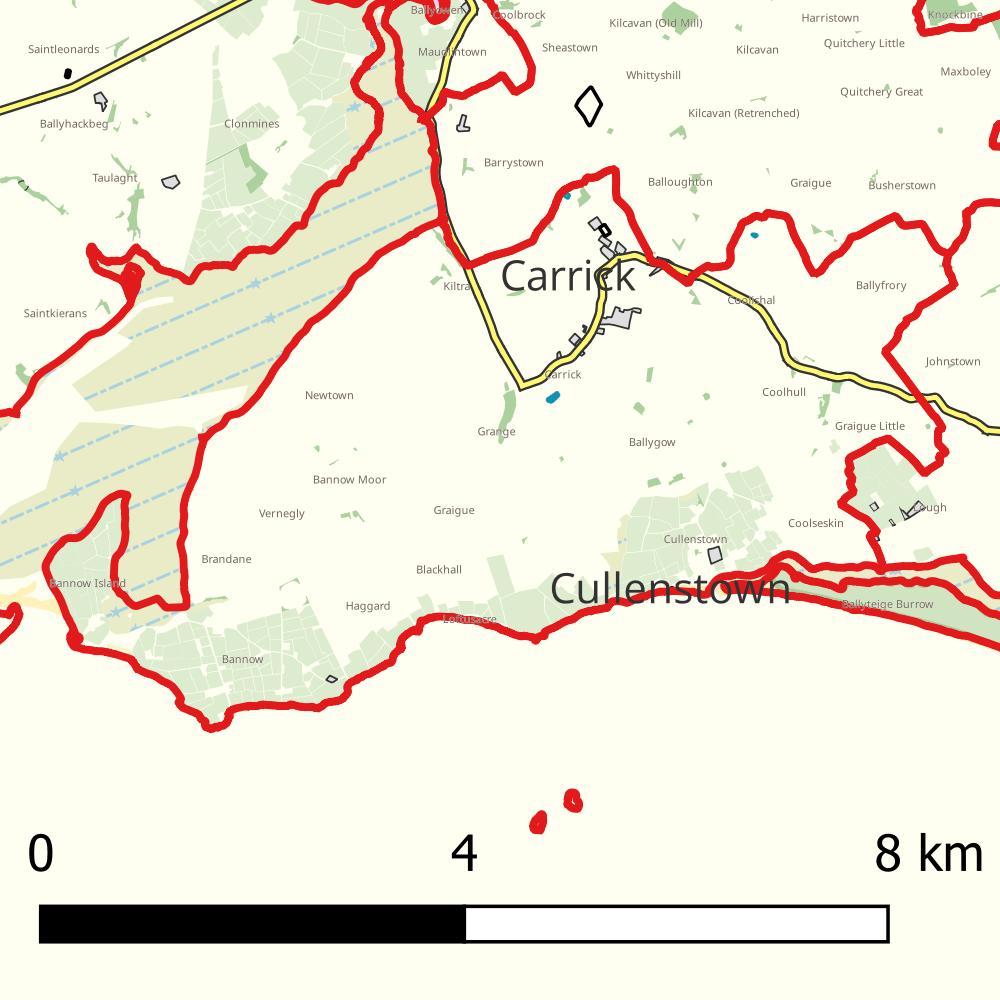 Ballyowen
Coolbrock
Knockbine
Kilcavan (Old Mill)
Harristown
Saintleonards
Mauglintown
Sheastown
Kilcavan
Quitchery Little
Whittyshill
Maxboley
Quitchery Great
Ballyhackbeg
Clonmines
Kilcavan (Retrenched)
Barrystown
Taulaght
Balloughton
Graigue
Busherstown
Carrick
Kiltra
Ballyfrory
Coolishal
Saintkierans
Johnstown
Carrick
Newtown
Coolhull
Grange
Graigue Little
Ballygow
Bannow Moor
Vernegly
Graigue
Lough
Coolseskin
Cullenstown
Brandane
Blackhall
Bannow Island
Cullenstown
Haggard
Ballyteige Burrow
Loftusacre
Bannow
0 4 8 km